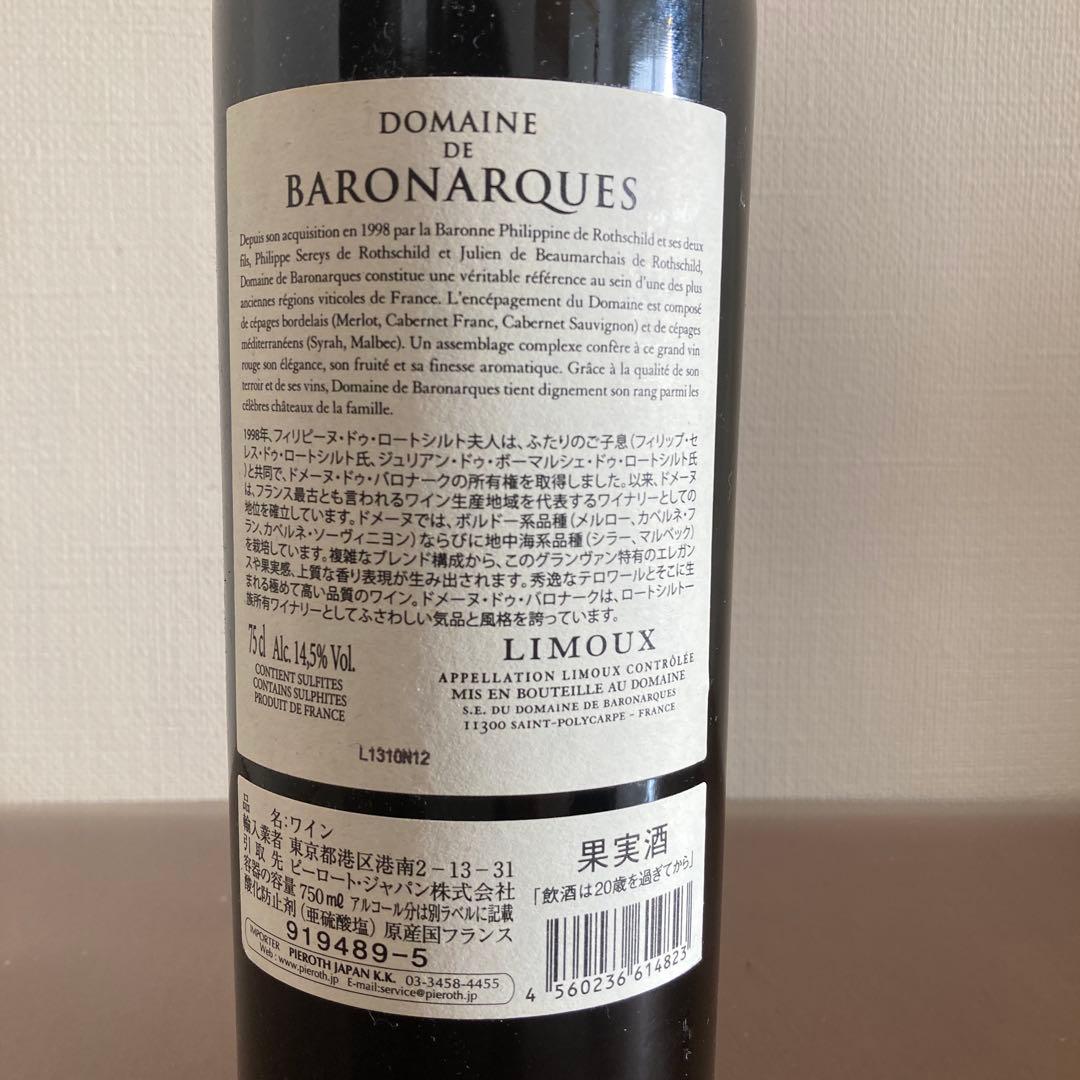 DOMAINE
DE
BARONARQUES
Depuis son acquisition en 1998 par la Baronne Philippine de Rothschild et ses deux
fils, Philippe Sereys de Rothschild et Julien de Beaumarchais de Rothschild,
Domaine de Baronarques constitue une véritable référence au sein d'une des plus
anciennes régions viticoles de France. L'encépagement du Domaine est composé
de cépages bordelais (Merlot, Cabernet Franc, Cabernet Sauvignon) et de cépages
méditerranéens (Syrah, Malbec). Un assemblage complexe confère à ce grand vin
rouge son élégance, son fruité et sa finesse aromatique. Grâce à la qualité de son
terroir et de ses vins, Domaine de Baronarques tient dignement son rang parmi les
célèbres châteaux de la famille.
1998年、フィリピーヌ・ドゥ・ロートシルト夫人は、ふたりのご子息（フィリップ・セ
レス・ドゥ・ロートシルト氏、ジュリアン・ドゥ・ボーマルシェ・ドゥ・ロートシルト氏
）と共同で、ドメーヌ・ドゥ・バロナークの所有権を取得しました。以来、ドメーヌ
は、フランス最古とも言われるワイン生産地域を代表するワイナリーとしての
地位を確立しています。ドメーヌでは、ボルドー系品種（メルロー、カベルネ・フ
ラン、カベルネ・ソーヴィニヨン）ならびに地中海系品種（シラー、マルベック）
を栽培しています。複雑なブレンド構成から、このグランヴァン特有のエレガン
スや果実感、上質な香り表現が生み出されます。秀逸なテロワールとそこに生
まれる極めて高い品質のワイン。ドメーヌ・ドゥ・バロナークは、ロートシルト一
族所有ワイナリーとしてふさわしい気品と風格を誇っています。
75 cl Alc. 14,5% Vol.
CONTIENT SULFITES
CONTAINS SULPHITES
PRODUIT DE FRANCE
LIMOUX
APPELLATION LIMOUX CONTRÔLÉE
MIS EN BOUTEILLE AU DOMAINE
S.E. DU DOMAINE DE BARONARQUES
11300 SAINT-POLYCARPE - FRANCE
L1310N12
品 名：ワイン
輸入業者 東京都港区港南2-13-31
引取先 ピーロート・ジャパン株式会社
容器の容量 750mℓ アルコール分は別ラベルに記載
酸化防止剤（亜硫酸塩）原産国フランス
919489-5
IMPORTER PIEROTH JAPAN K.K. 03-3458-4455
Web : www.pieroth.jp E-mail:service@pieroth.jp
果実酒
「飲酒は20歳を過ぎてから」
4 560236 614823